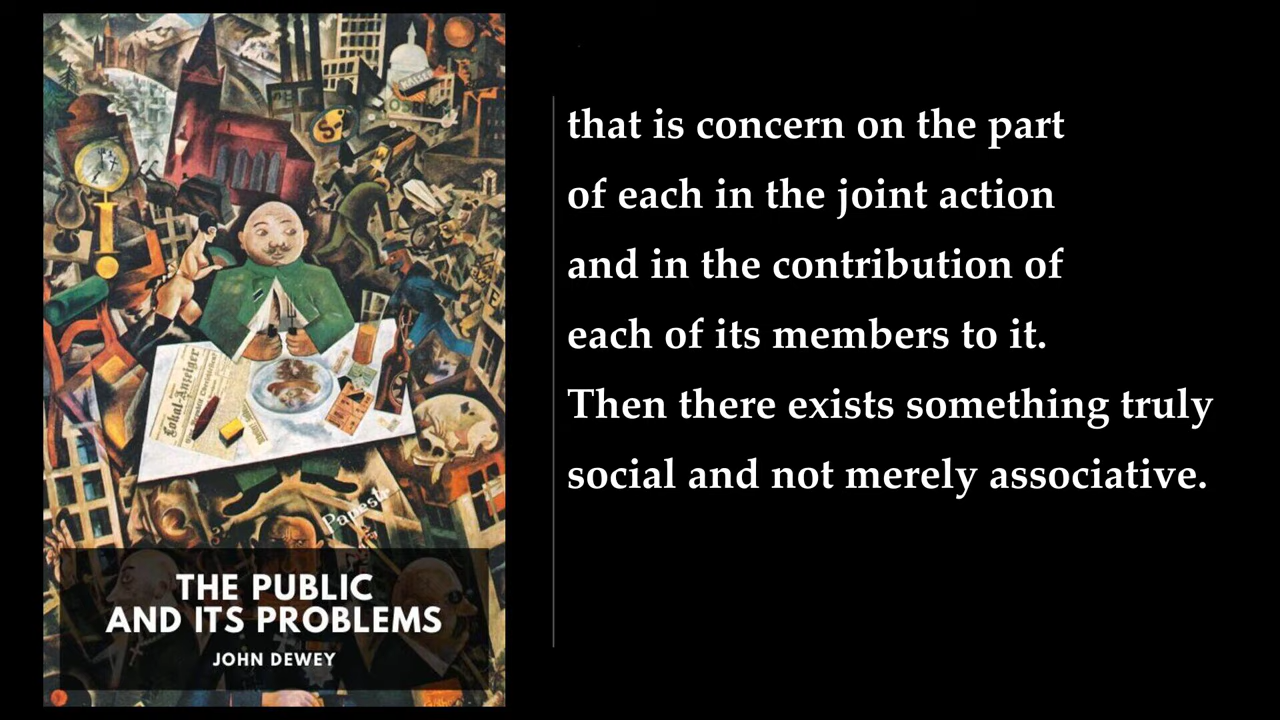 that is concern on the part
of each in the joint action
and in the contribution of
each of its members to it.
Then there exists something truly
social and not merely associative.
Lokal-Anzeiger
THE PUBLIC
AND ITS PROBLEMS
JOHN DEWEY